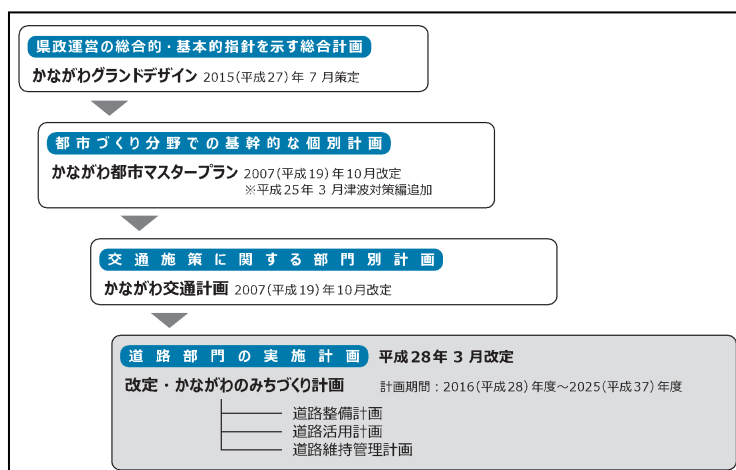 県政運営の総合的・基本的指針を示す総合計画
かながわグランドデザイン 2015(平成27)年 7 月策定
都市づくり分野での基幹的な個別計画
かながわ都市マスタープラン 2007(平成19)年10月改定
※平成25年 3 月津波対策編追加
交通施策に関する部門別計画
かながわ交通計画 2007(平成19)年10月改定
道路部門の実施計画 平成28年 3 月改定
改定・かながわのみちづくり計画 計画期間：2016(平成28)年度～2025(平成37)年度
道路整備計画
道路活用計画
道路維持管理計画